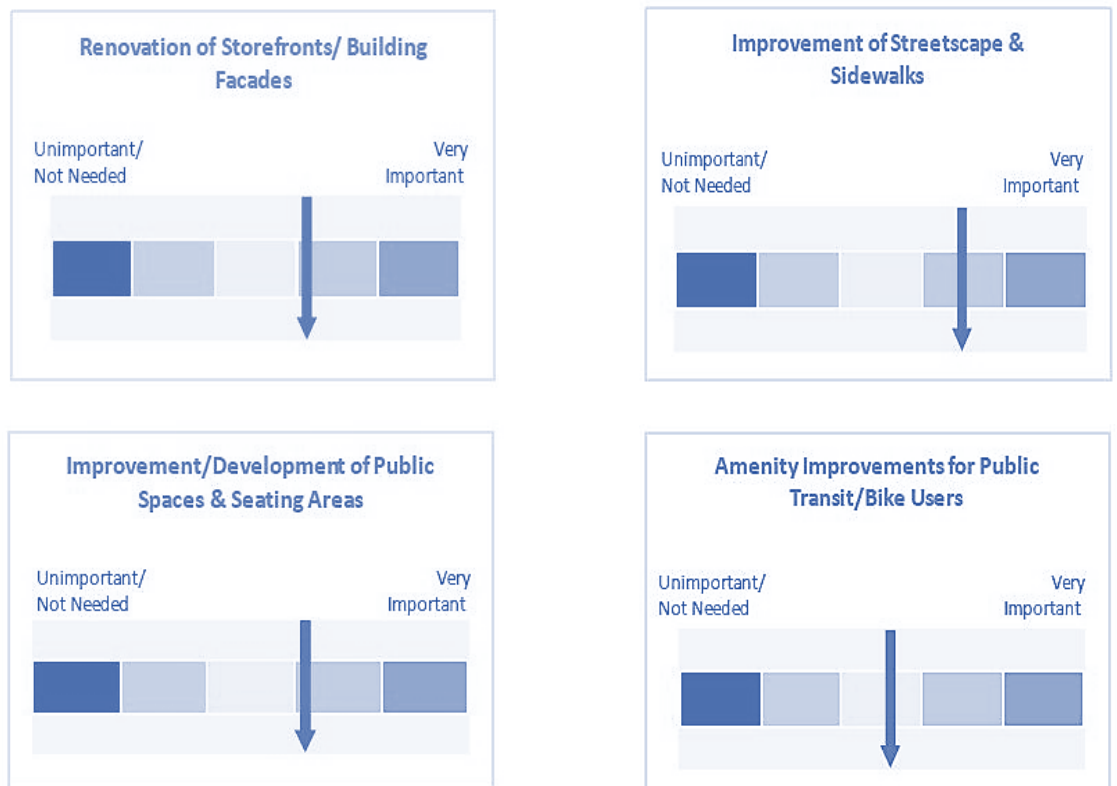 Renovation of Storefronts/ Building
Facades
Unimportant/
Not Needed
Very
Important
Improvement of Streetscape &
Sidewalks
Unimportant/
Not Needed
Very
Important
Improvement/Development of Public
Spaces & Seating Areas
Unimportant/
Not Needed
Very
Important
Amenity Improvements for Public
Transit/Bike Users
Unimportant/
Not Needed
Very
Important